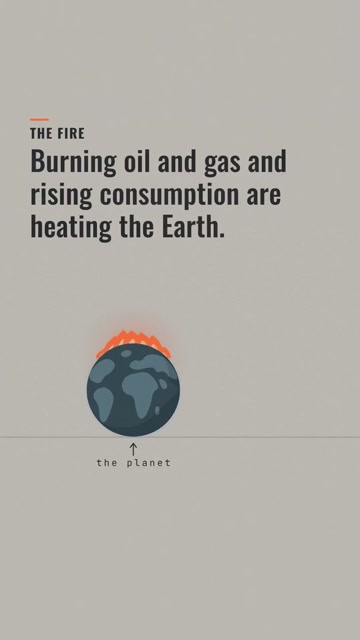 THE FIRE
Burning oil and gas and
rising consumption are
heating the Earth.
the planet